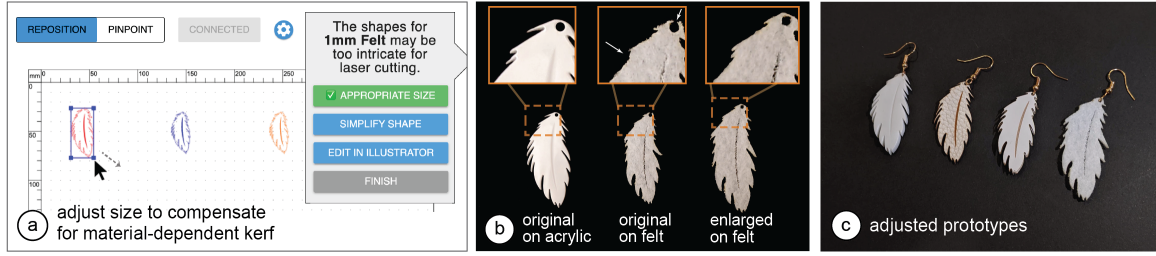 REPOSITION PINPOINT CONNECTED
The shapes for
1mm Felt may be
too intricate for
laser cutting.
✅ APPROPRIATE SIZE
SIMPLIFY SHAPE
EDIT IN ILLUSTRATOR
FINISH
mm 0 50 100 150 200 250
0
50
100
a adjust size to compensate
for material-dependent kerf
b original
on acrylic
original
on felt
enlarged
on felt
c adjusted prototypes